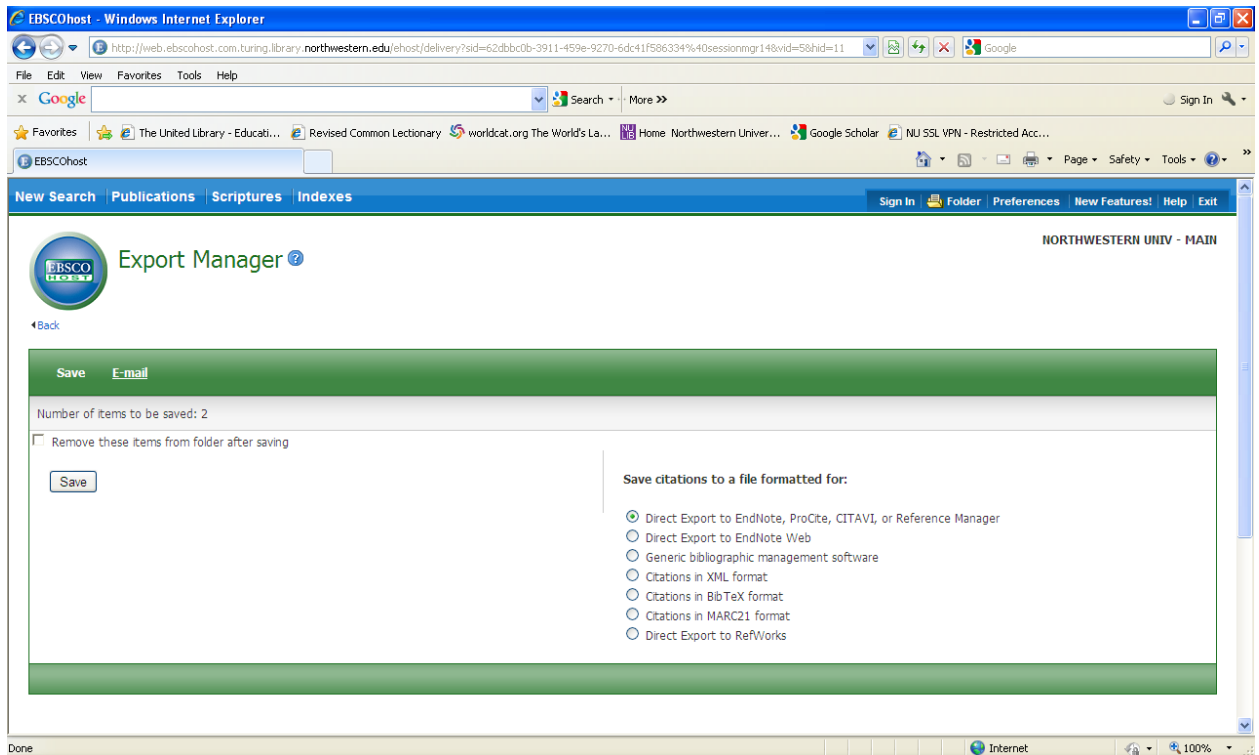 EBSCOhost - Windows Internet Explorer
http://web.ebscohost.com.turing.library.northwestern.edu/ehost/delivery?sid=62dbbc0b-3911-459e-9270-6dc41f586334%40sessionmgr14&vid=5&hid=11
Google
File Edit View Favorites Tools Help
x Google Search More >> Sign In
Favorites The United Library - Educati... Revised Common Lectionary worldcat.org The World's La... Home Northwestern Univer... Google Scholar NU SSL VPN - Restricted Acc...
EBSCOhost Page Safety Tools >>
New Search Publications Scriptures Indexes Sign In Folder Preferences New Features! Help Exit
NORTHWESTERN UNIV - MAIN
EBSCO
HOST
Export Manager
Back
Save E-mail
Number of items to be saved: 2
Remove these items from folder after saving
Save
Save citations to a file formatted for:
Direct Export to EndNote, ProCite, CITAVI, or Reference Manager
Direct Export to EndNote Web
Generic bibliographic management software
Citations in XML format
Citations in BibTeX format
Citations in MARC21 format
Direct Export to RefWorks
Done Internet 100%